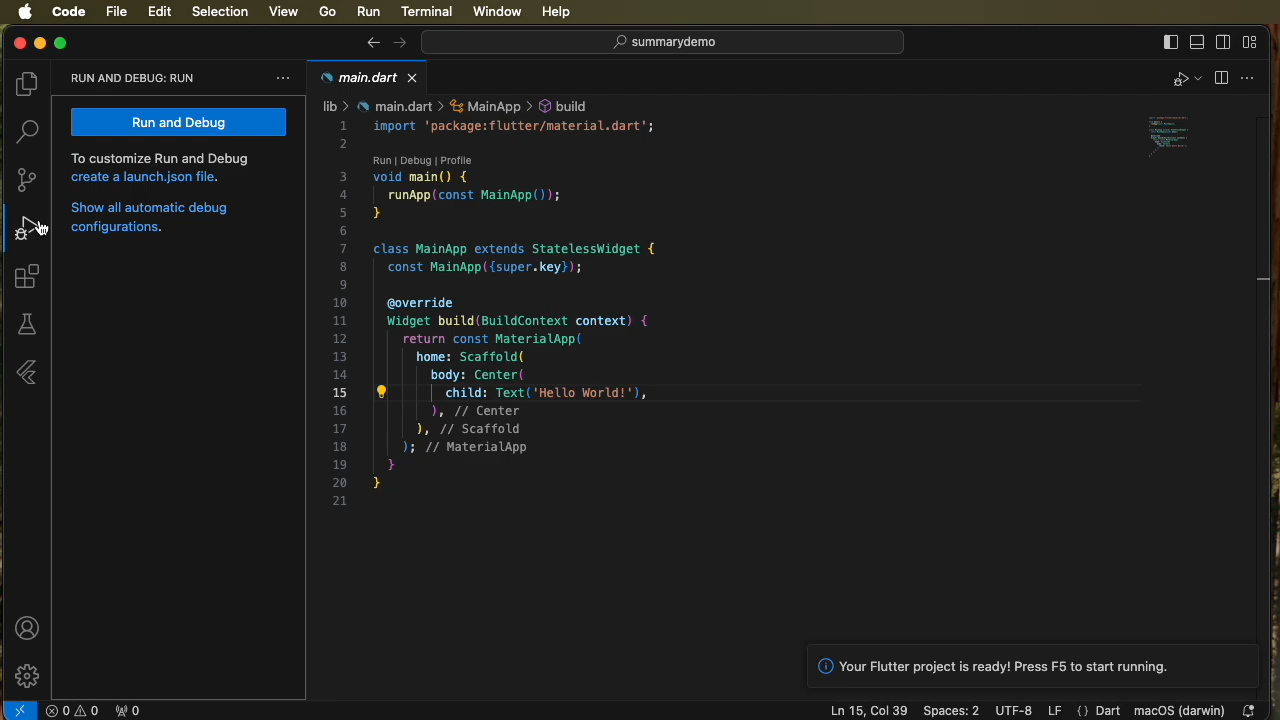 Code File Edit Selection View Go Run Terminal Window Help
summarydemo
RUN AND DEBUG: RUN
Run and Debug
To customize Run and Debug
create a launch.json file.
Show all automatic debug
configurations.
main.dart
lib > main.dart > MainApp > build
1 import 'package:flutter/material.dart';
2
Run | Debug | Profile
3 void main() {
4 runApp(const MainApp());
5 }
6
7 class MainApp extends StatelessWidget {
8 const MainApp({super.key});
9
10 @override
11 Widget build(BuildContext context) {
12 return const MaterialApp(
13 home: Scaffold(
14 body: Center(
15 child: Text('Hello World!'),
16 ), // Center
17 ), // Scaffold
18 ); // MaterialApp
19 }
20 }
21
Your Flutter project is ready! Press F5 to start running.
0 0 0 Ln 15, Col 39 Spaces: 2 UTF-8 LF {} Dart macOS (darwin)